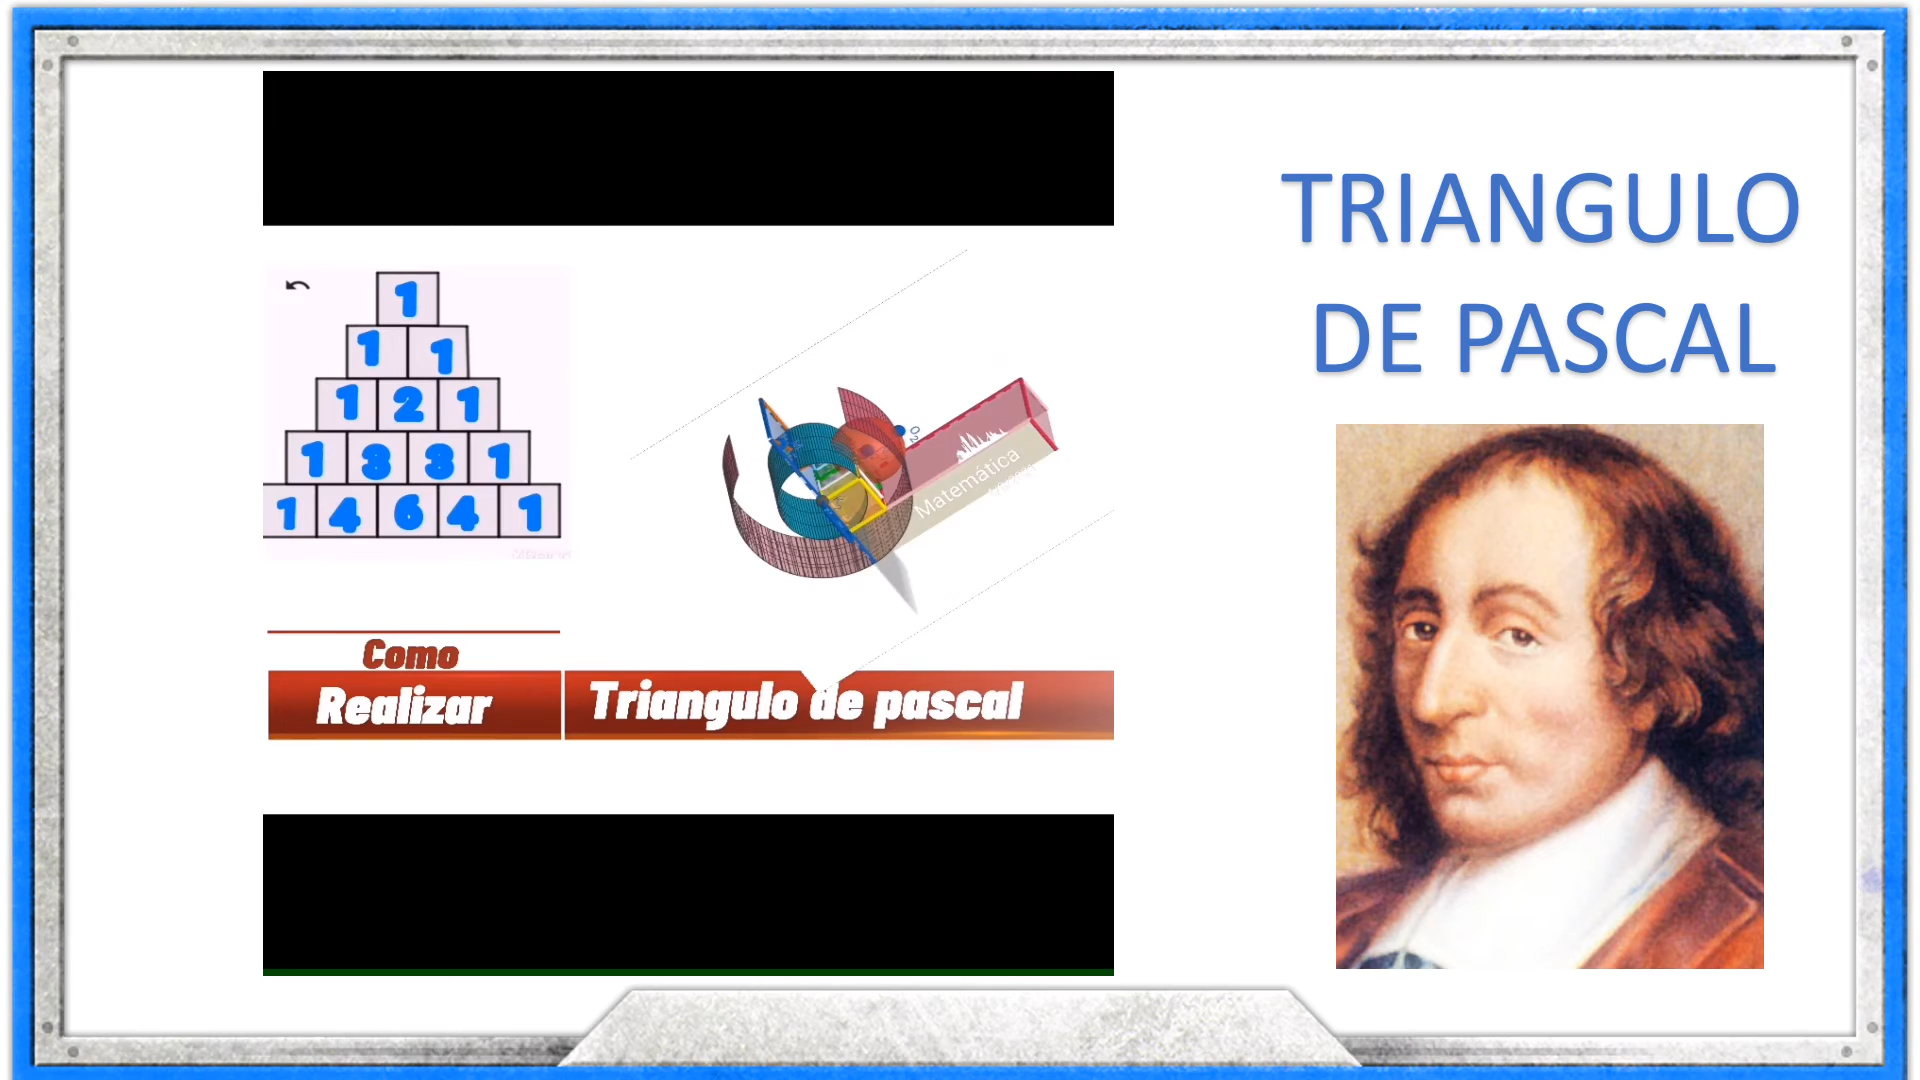 TRIANGULO
DE PASCAL
1
1 1
1 2 1
1 3 3 1
1 4 6 4 1
Matemática
Como
Realizar
Triangulo de pascal